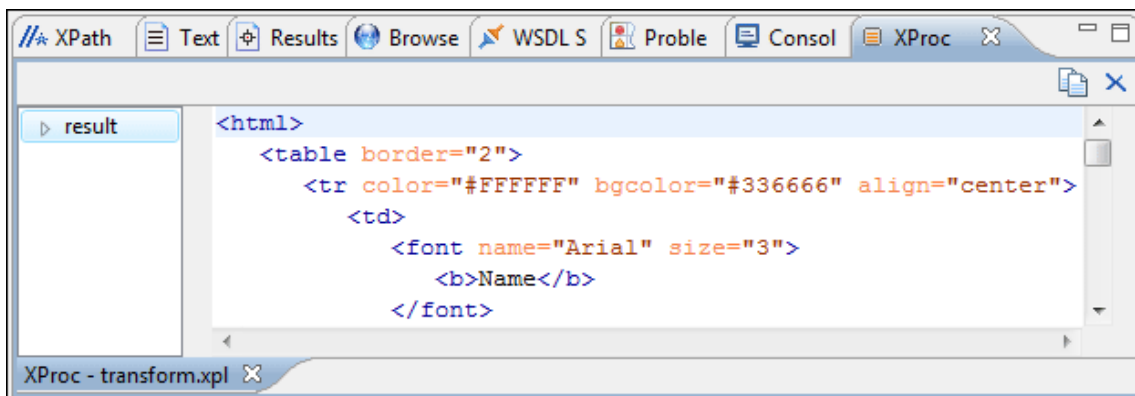 XPath Text Results Browse WSDL S Proble Consol XProc
result
<html>
<table border="2">
<tr color="#FFFFFF" bgcolor="#336666" align="center">
<td>
<font name="Arial" size="3">
<b>Name</b>
</font>
XProc - transform.xpl